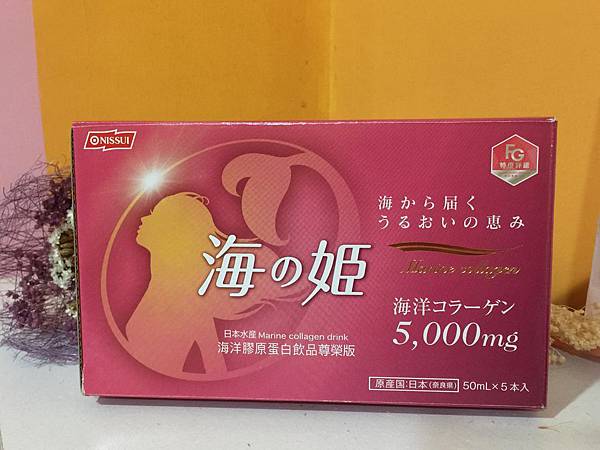 NISSUI
FG
海から届く
うるおいの恵み
Marine collagen
海の姫
海洋コラーゲン
5,000mg
日本水産 Marine collagen drink
海洋膠原蛋白飲品尊榮版
原産国:日本(奈良県) 50mL×5本入